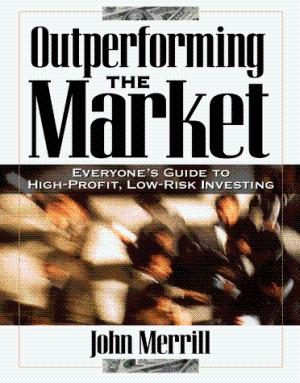 Outperforming
THE
Market
EVERYONE'S GUIDE TO
HIGH-PROFIT, LOW-RISK INVESTING
John Merrill